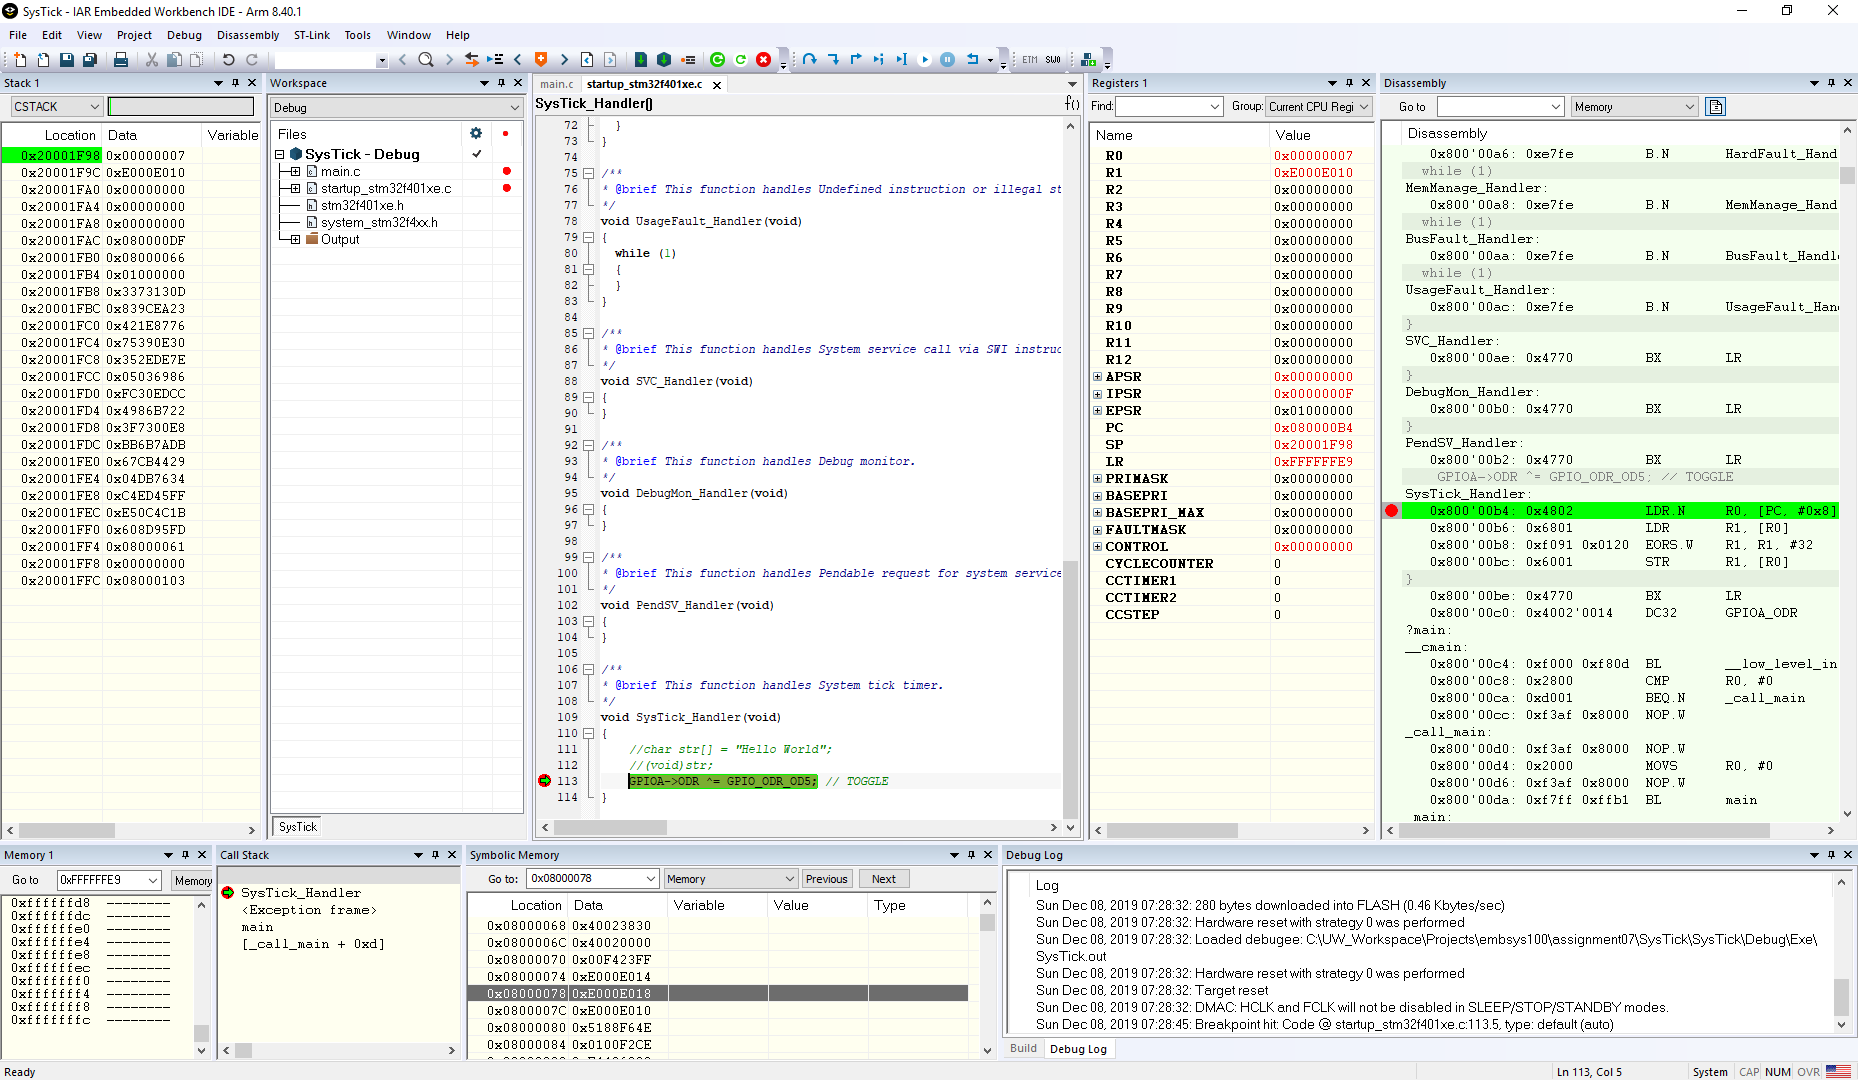 SysTick - IAR Embedded Workbench IDE - Arm 8.40.1
File Edit View Project Debug Disassembly ST-Link Tools Window Help
ETM SWO
Stack 1
CSTACK
Location Data Variable
0x20001F98 0x00000007
0x20001F9C 0xE000E010
0x20001FA0 0x00000000
0x20001FA4 0x00000000
0x20001FA8 0x00000000
0x20001FAC 0x080000DF
0x20001FB0 0x08000066
0x20001FB4 0x01000000
0x20001FB8 0x3373130D
0x20001FBC 0x839CEA23
0x20001FC0 0x421E8776
0x20001FC4 0x75390E30
0x20001FC8 0x352EDE7E
0x20001FCC 0x05036986
0x20001FD0 0xFC30EDCC
0x20001FD4 0x4986B722
0x20001FD8 0x3F7300E8
0x20001FDC 0xBB6B7ADB
0x20001FE0 0x67CB4429
0x20001FE4 0x04DB7634
0x20001FE8 0xC4ED45FF
0x20001FEC 0xE50C4C1B
0x20001FF0 0x608D95FD
0x20001FF4 0x08000061
0x20001FF8 0x00000000
0x20001FFC 0x08000103
Workspace
Debug
Files
SysTick - Debug
main.c
startup_stm32f401xe.c
stm32f401xe.h
system_stm32f4xx.h
Output
SysTick
main.c startup_stm32f401xe.c
SysTick_Handler() f()
72 }
73 }
74
75 /**
76 * @brief This function handles Undefined instruction or illegal st
77 */
78 void UsageFault_Handler(void)
79 {
80 while (1)
81 {
82 }
83 }
84
85 /**
86 * @brief This function handles System service call via SWI instruc
87 */
88 void SVC_Handler(void)
89 {
90 }
91
92 /**
93 * @brief This function handles Debug monitor.
94 */
95 void DebugMon_Handler(void)
96 {
97 }
98
99 /**
100 * @brief This function handles Pendable request for system service
101 */
102 void PendSV_Handler(void)
103 {
104 }
105
106 /**
107 * @brief This function handles System tick timer.
108 */
109 void SysTick_Handler(void)
110 {
111 //char str[] = "Hello World";
112 //(void)str;
113 GPIOA->ODR ^= GPIO_ODR_OD5; // TOGGLE
114 }
Registers 1
Find: Group: Current CPU Regi
Name Value
R0 0x00000007
R1 0xE000E010
R2 0x00000000
R3 0x00000000
R4 0x00000000
R5 0x00000000
R6 0x00000000
R7 0x00000000
R8 0x00000000
R9 0x00000000
R10 0x00000000
R11 0x00000000
R12 0x00000000
APSR 0x00000000
IPSR 0x0000000F
EPSR 0x01000000
PC 0x080000B4
SP 0x20001F98
LR 0xFFFFFFE9
PRIMASK 0x00000000
BASEPRI 0x00000000
BASEPRI_MAX 0x00000000
FAULTMASK 0x00000000
CONTROL 0x00000000
CYCLECOUNTER 0
CCTIMER1 0
CCTIMER2 0
CCSTEP 0
Disassembly
Go to Memory
Disassembly
0x800'00a6: 0xe7fe B.N HardFault_Hand
while (1)
MemManage_Handler:
0x800'00a8: 0xe7fe B.N MemManage_Hand
while (1)
BusFault_Handler:
0x800'00aa: 0xe7fe B.N BusFault_Handl
while (1)
UsageFault_Handler:
0x800'00ac: 0xe7fe B.N UsageFault_Han
}
SVC_Handler:
0x800'00ae: 0x4770 BX LR
}
DebugMon_Handler:
0x800'00b0: 0x4770 BX LR
}
PendSV_Handler:
0x800'00b2: 0x4770 BX LR
GPIOA->ODR ^= GPIO_ODR_OD5; // TOGGLE
SysTick_Handler:
0x800'00b4: 0x4802 LDR.N R0, [PC, #0x8]
0x800'00b6: 0x6801 LDR R1, [R0]
0x800'00b8: 0xf091 0x0120 EORS.W R1, R1, #32
0x800'00bc: 0x6001 STR R1, [R0]
}
0x800'00be: 0x4770 BX LR
0x800'00c0: 0x4002'0014 DC32 GPIOA_ODR
?main:
__cmain:
0x800'00c4: 0xf000 0xf80d BL __low_level_in
0x800'00c8: 0x2800 CMP R0, #0
0x800'00ca: 0xd001 BEQ.N _call_main
0x800'00cc: 0xf3af 0x8000 NOP.W
_call_main:
0x800'00d0: 0xf3af 0x8000 NOP.W
0x800'00d4: 0x2000 MOVS R0, #0
0x800'00d6: 0xf3af 0x8000 NOP.W
0x800'00da: 0xf7ff 0xffb1 BL main
main:
Memory 1
Go to 0xFFFFFFE9 Memory
0xffffffd8 --------
0xffffffdc --------
0xffffffe0 --------
0xffffffe4 --------
0xffffffe8 --------
0xffffffec --------
0xfffffff0 --------
0xfffffff4 --------
0xfffffff8 --------
0xfffffffc --------
Call Stack
SysTick_Handler
<Exception frame>
main
[_call_main + 0xd]
Symbolic Memory
Go to: 0x08000078 Memory Previous Next
Location Data Variable Value Type
0x08000068 0x40023830
0x0800006C 0x40020000
0x08000070 0x00F423FF
0x08000074 0xE000E014
0x08000078 0xE000E018
0x0800007C 0xE000E010
0x08000080 0x5188F64E
0x08000084 0x0100F2CE
Debug Log
Log
Sun Dec 08, 2019 07:28:32: 280 bytes downloaded into FLASH (0.46 Kbytes/sec)
Sun Dec 08, 2019 07:28:32: Hardware reset with strategy 0 was performed
Sun Dec 08, 2019 07:28:32: Loaded debugee: C:\UW_Workspace\Projects\embsys100\assignment07\SysTick\SysTick\Debug\Exe\
SysTick.out
Sun Dec 08, 2019 07:28:32: Hardware reset with strategy 0 was performed
Sun Dec 08, 2019 07:28:32: Target reset
Sun Dec 08, 2019 07:28:32: DMAC: HCLK and FCLK will not be disabled in SLEEP/STOP/STANDBY modes.
Sun Dec 08, 2019 07:28:45: Breakpoint hit: Code @ startup_stm32f401xe.c:113.5, type: default (auto)
Build Debug Log
Ready Ln 113, Col 5 System CAP NUM OVR